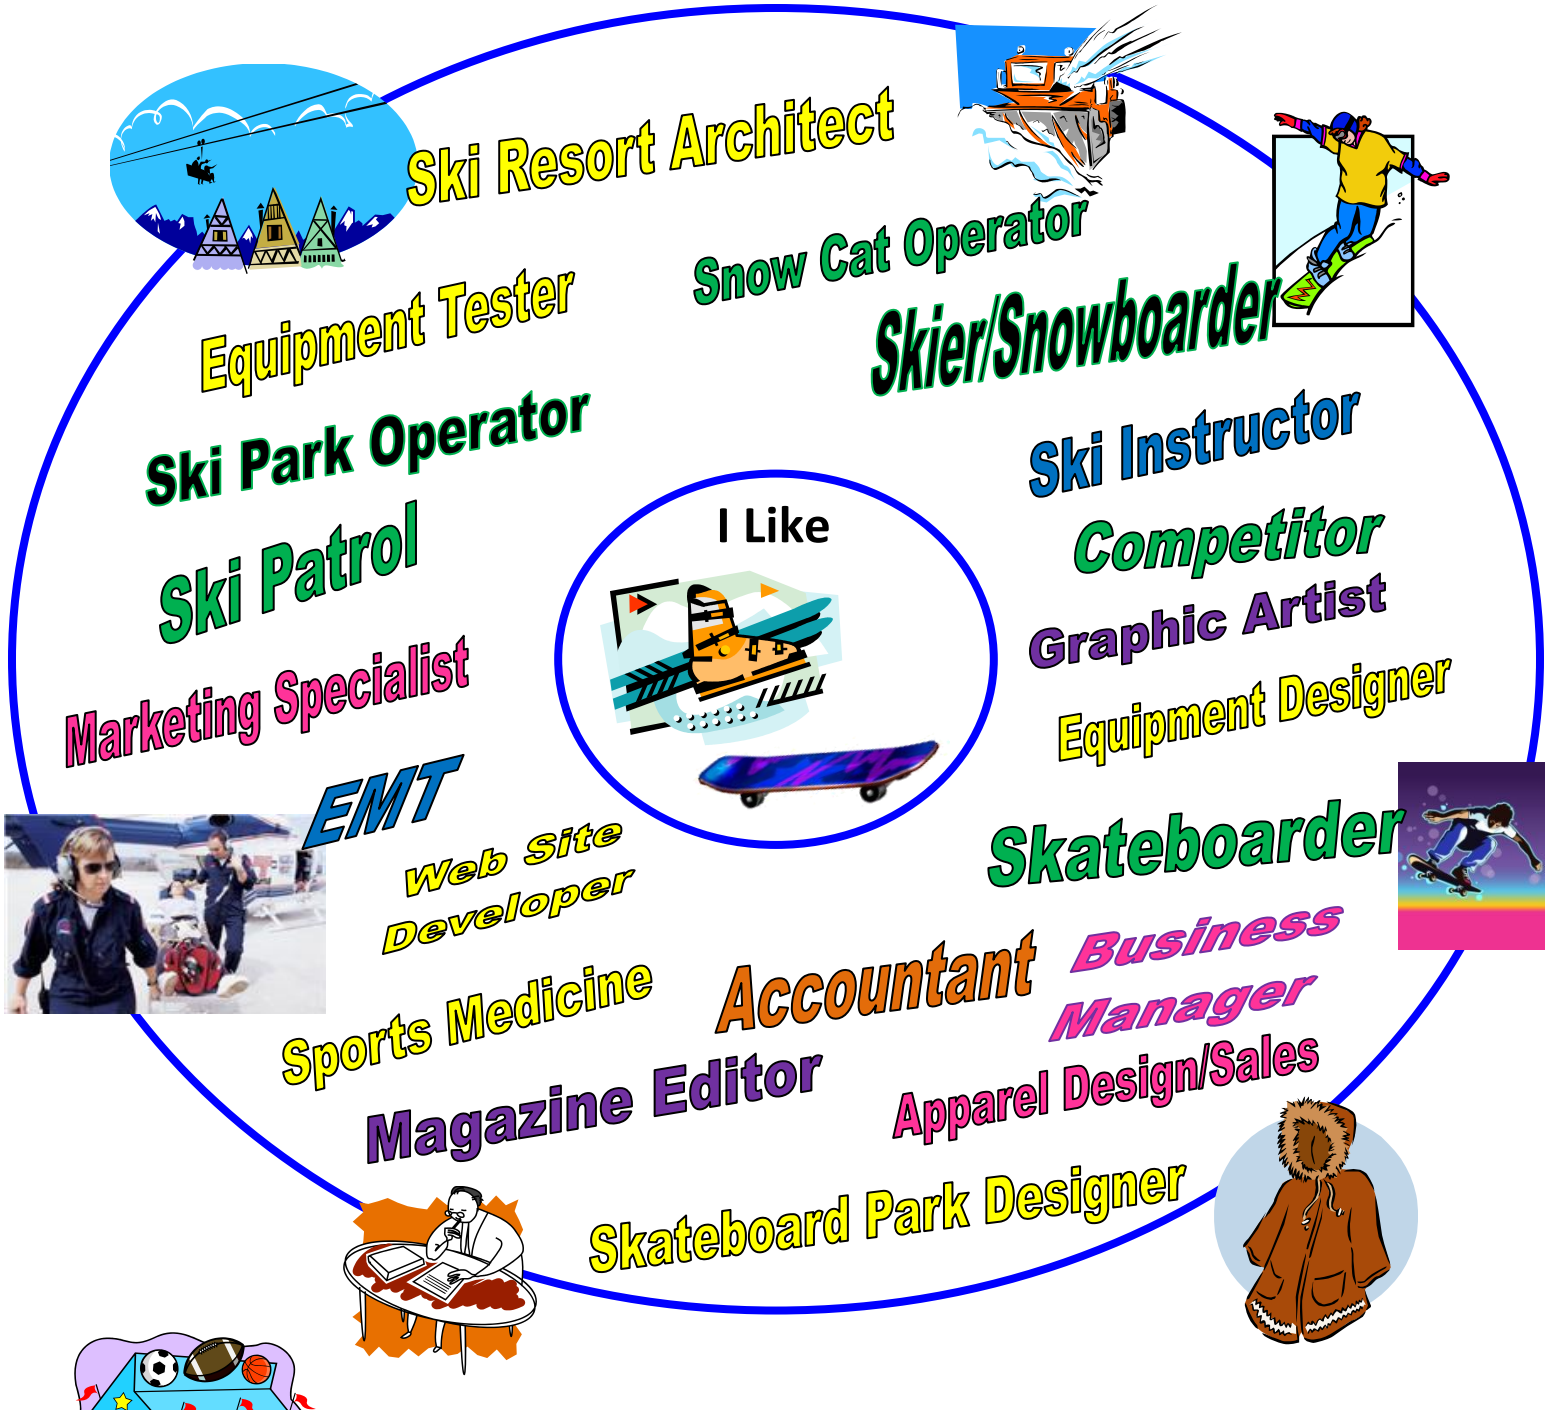 Ski Resort Architect
Snow Cat Operator
Equipment Tester
Skier/Snowboarder
Ski Park Operator
Ski Instructor
Ski Patrol
I Like
Competitor
Graphic Artist
Marketing Specialist
Equipment Designer
EMT
Web Site
Developer
Skateboarder
Sports Medicine
Accountant
Business
Manager
Magazine Editor
Apparel Design/Sales
Skateboard Park Designer